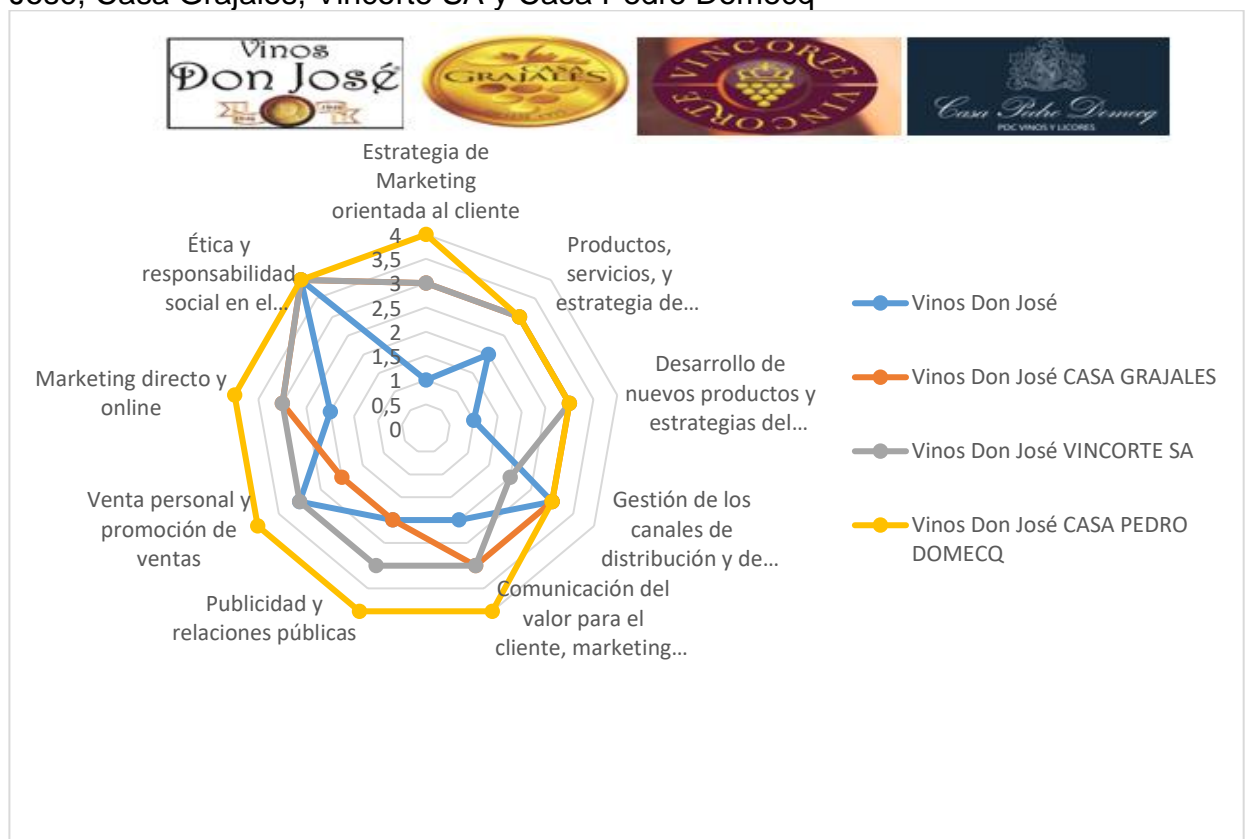 José, Casa Grajales, Vincorte SA y Casa Pedro Domecq
Vinos
Don José
CASA
GRAJALES
VINCORTE VINCORTE
Casa Pedro Domecq
PDC VINOS Y LICORES
Estrategia de
Marketing
orientada al cliente
Productos,
servicios, y
estrategia de...
Desarrollo de
nuevos productos y
estrategias del...
Gestión de los
canales de
distribución y de...
Comunicación del
valor para el
cliente, marketing...
Publicidad y
relaciones públicas
Venta personal y
promoción de
ventas
Marketing directo y
online
Ética y
responsabilidad
social en el...
4
3,5
3
2,5
2
1,5
1
0,5
0
Vinos Don José
Vinos Don José CASA GRAJALES
Vinos Don José VINCORTE SA
Vinos Don José CASA PEDRO
DOMECQ